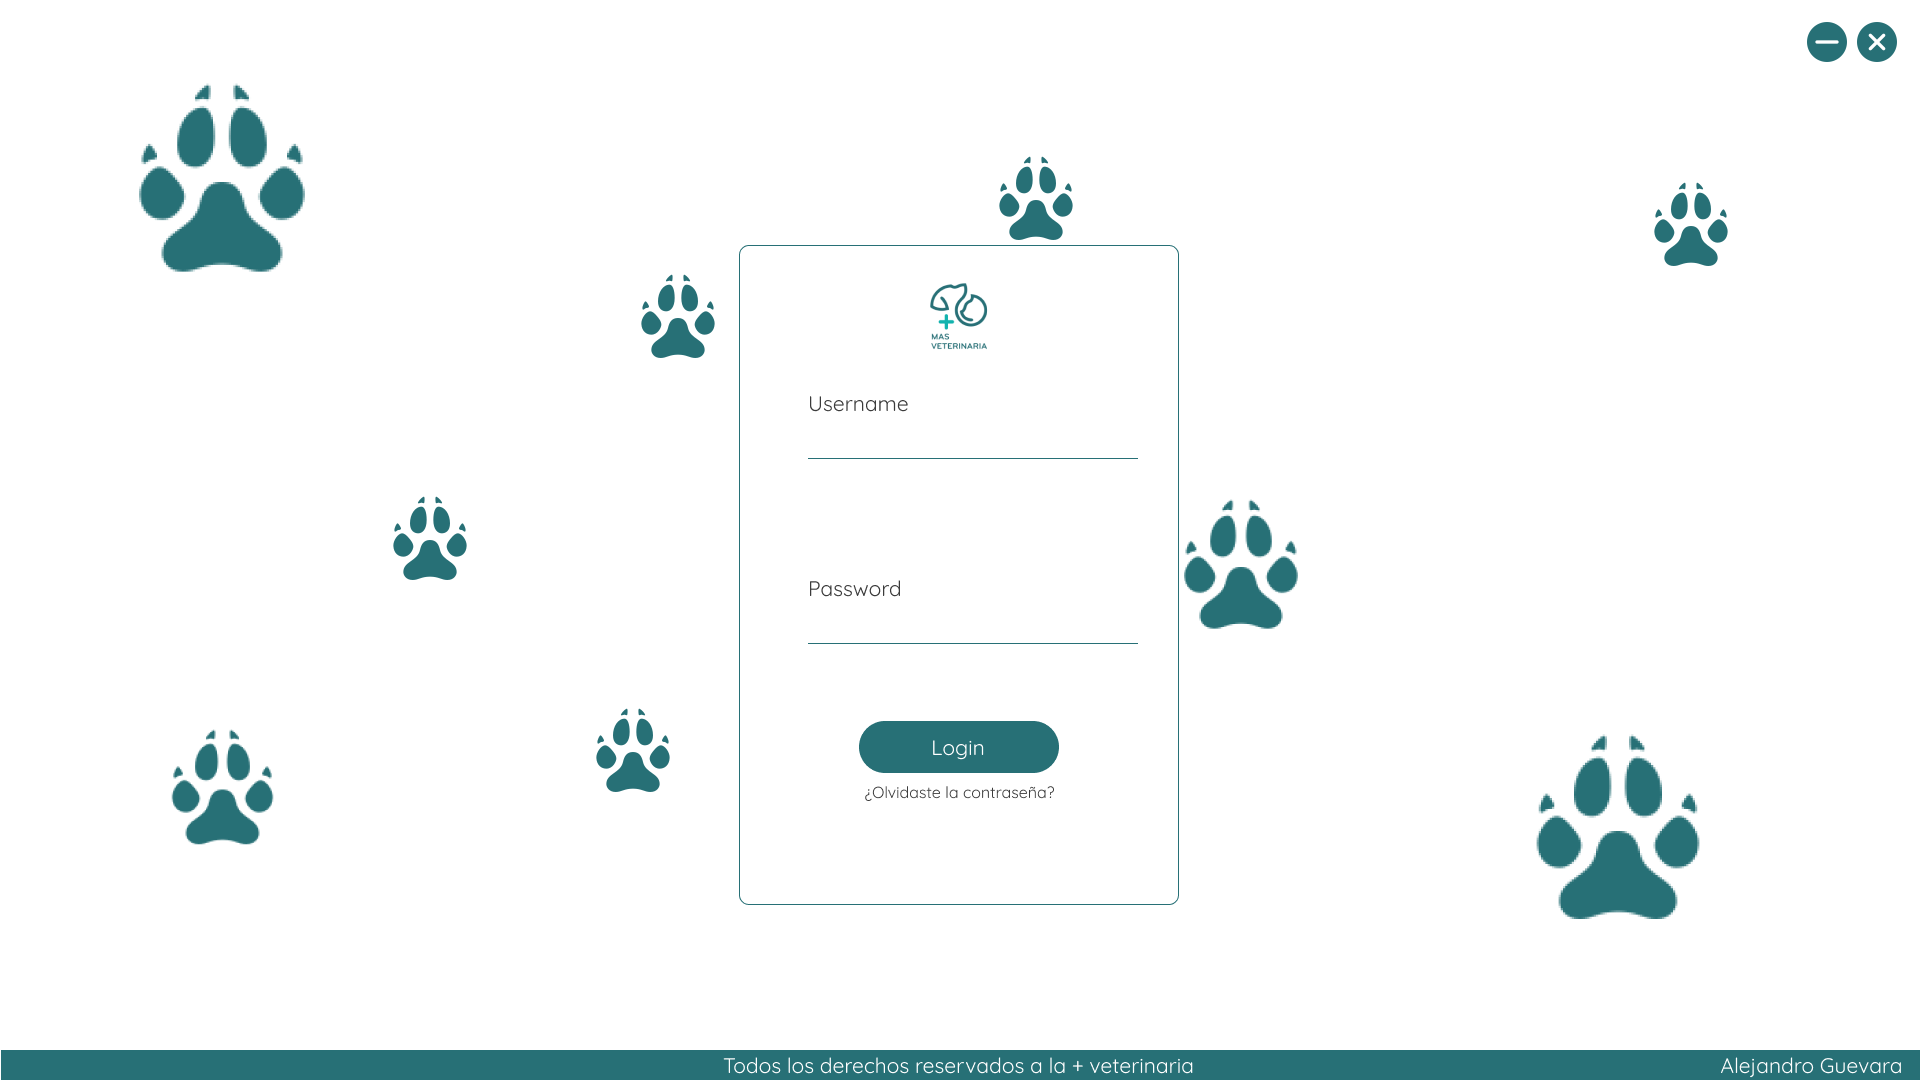 MAS
VETERINARIA
Username
Password
Login
¿Olvidaste la contraseña?
Todos los derechos reservados a la + veterinaria
Alejandro Guevara